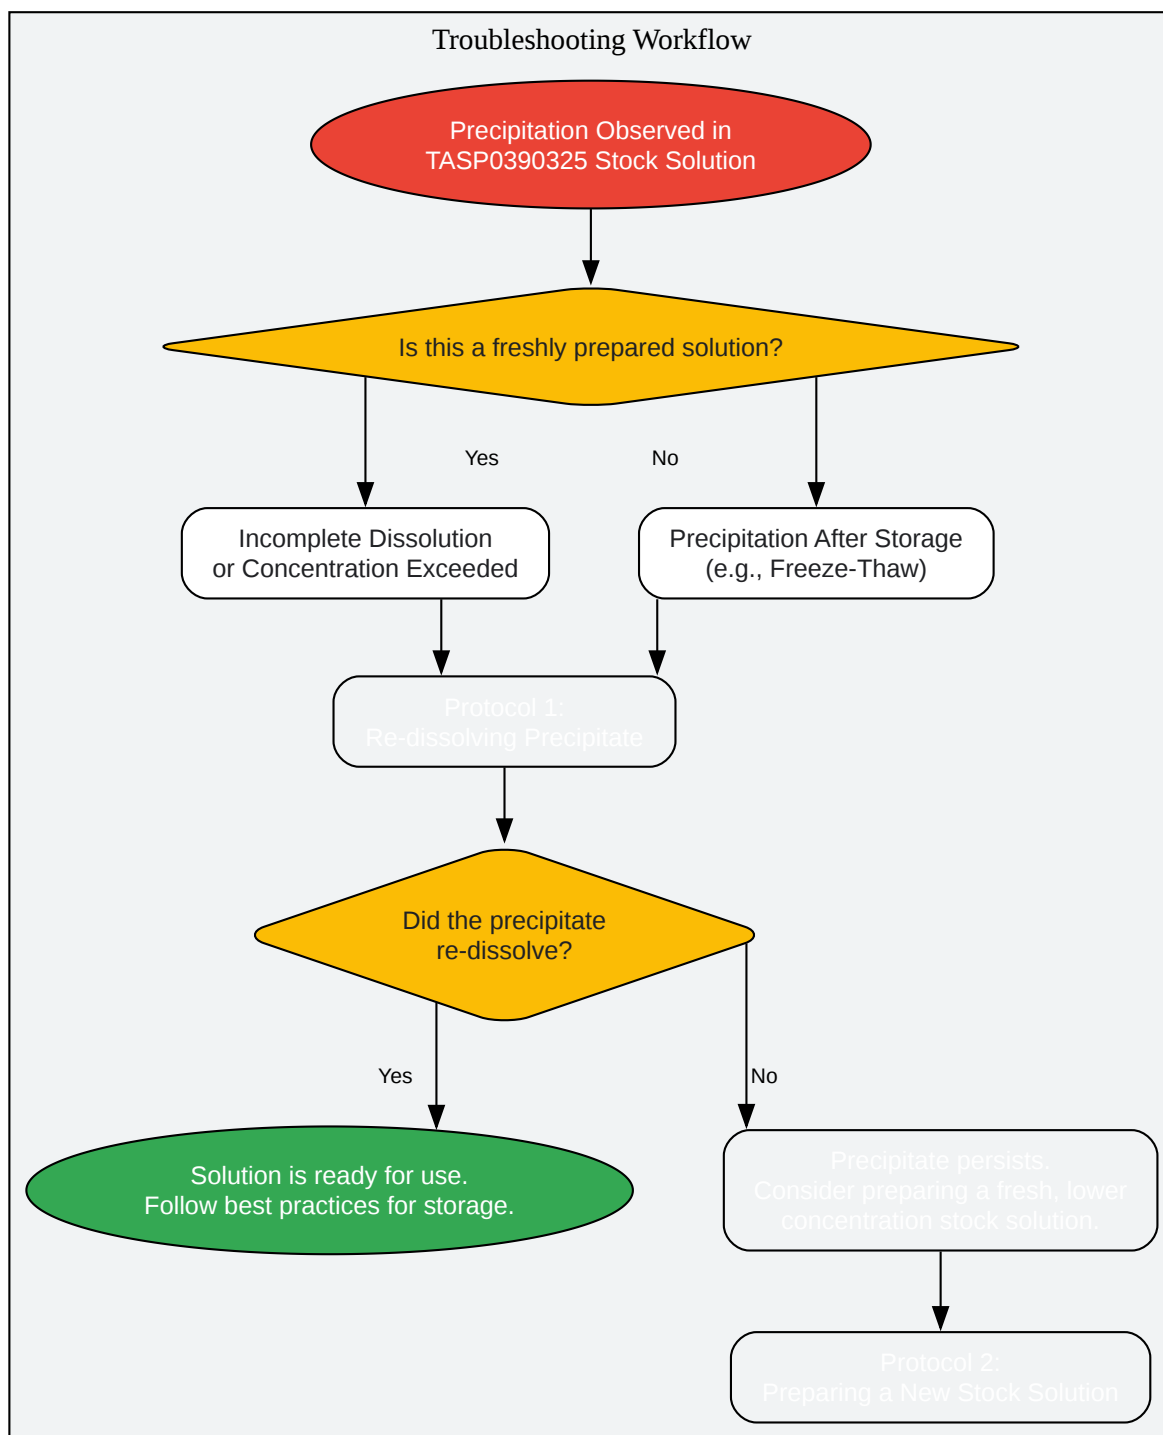 Troubleshooting Workflow
Precipitation Observed in
TASP0390325 Stock Solution
Is this a freshly prepared solution?
Yes
No
Incomplete Dissolution
or Concentration Exceeded
Precipitation After Storage
(e.g., Freeze-Thaw)
Protocol 1:
Re-dissolving Precipitate
Did the precipitate
re-dissolve?
Yes
No
Solution is ready for use.
Follow best practices for storage.
Precipitate persists.
Consider preparing a fresh, lower
concentration stock solution.
Protocol 2:
Preparing a New Stock Solution